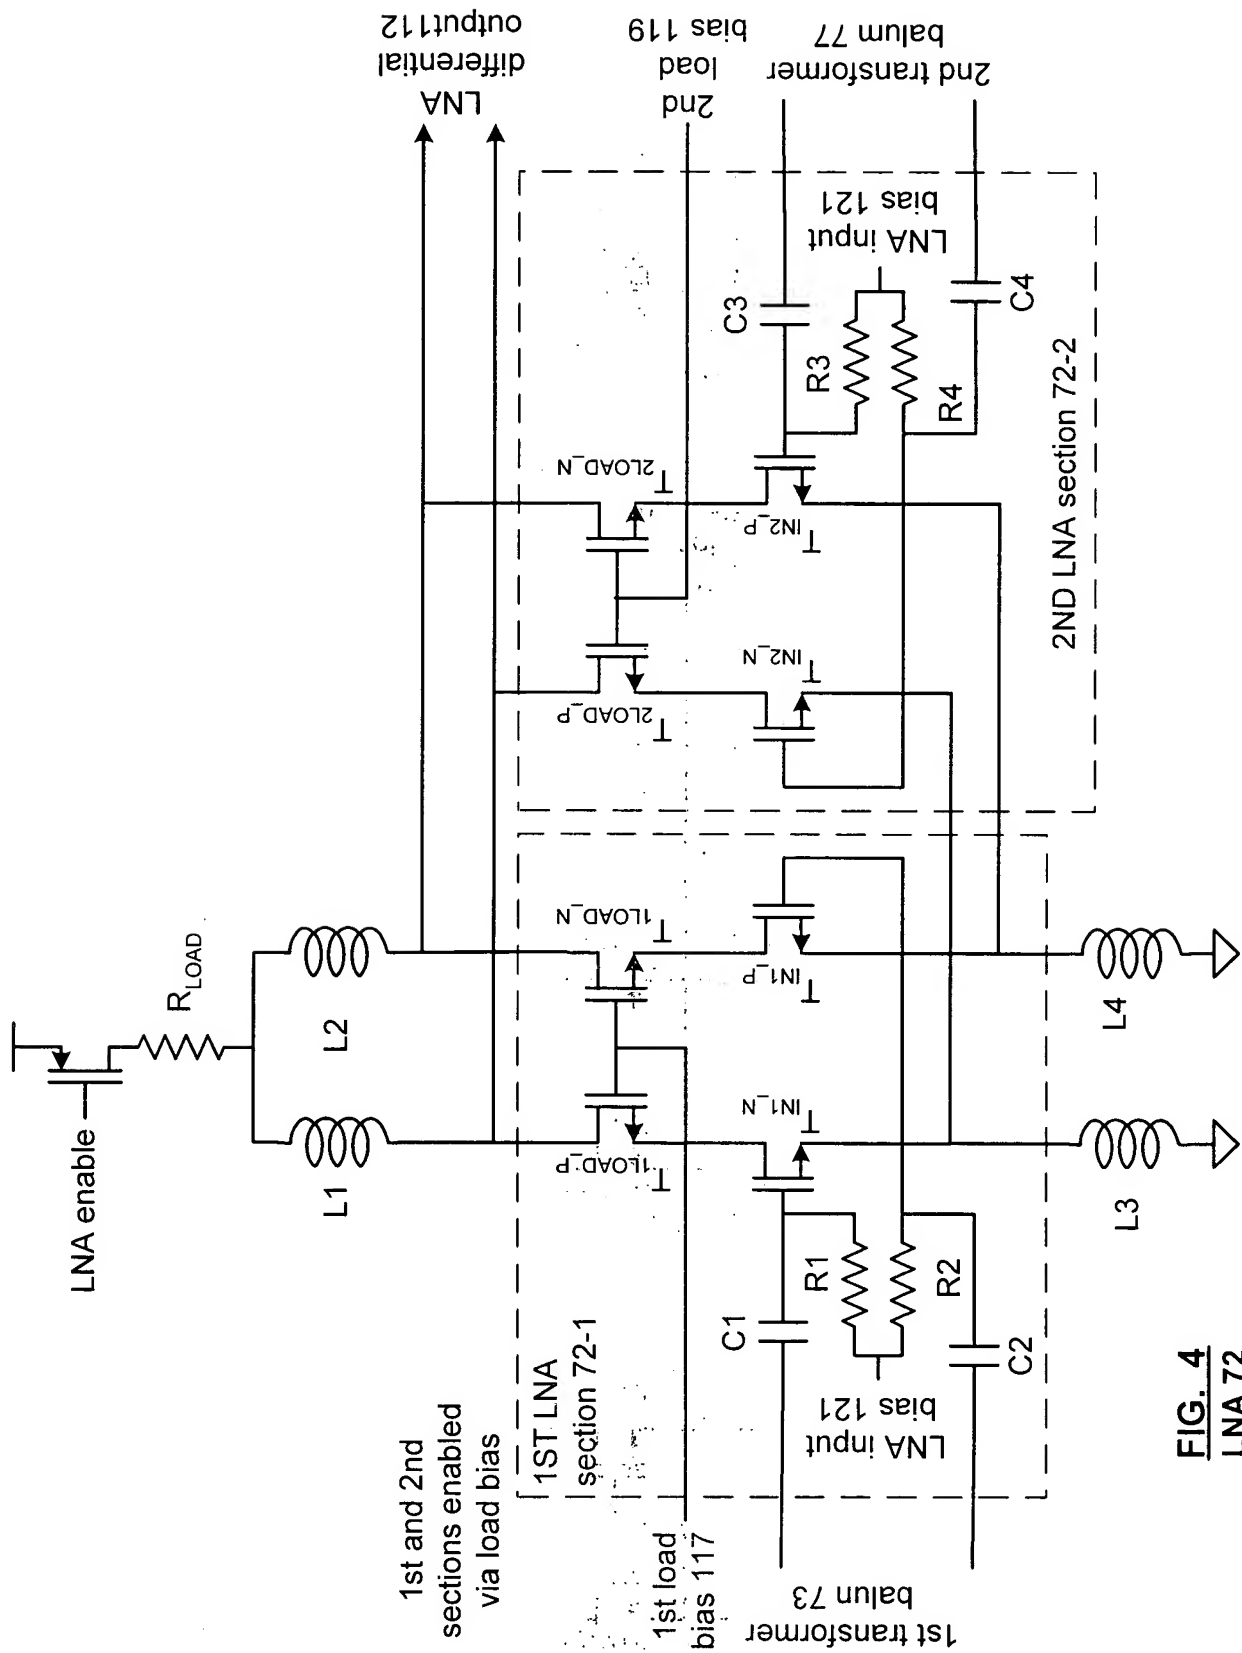 LNA enable
R_LOAD
L1
L2
LNA
differential
output112
1st and 2nd
sections enabled
via load bias
2nd
load
bias 119
1ST LNA
section 72-1
T1LOAD_P
T1LOAD_N
T2LOAD_P
T2LOAD_N
1st load
bias 117
2nd transformer
balum 77
1st transformer
balun 73
TIN1_N
TIN1_P
TIN2_N
TIN2_P
C1
R1
R2
C2
LNA input
bias 121
C3
R3
R4
C4
LNA input
bias 121
2ND LNA section 72-2
L3
L4
FIG. 4
LNA 72